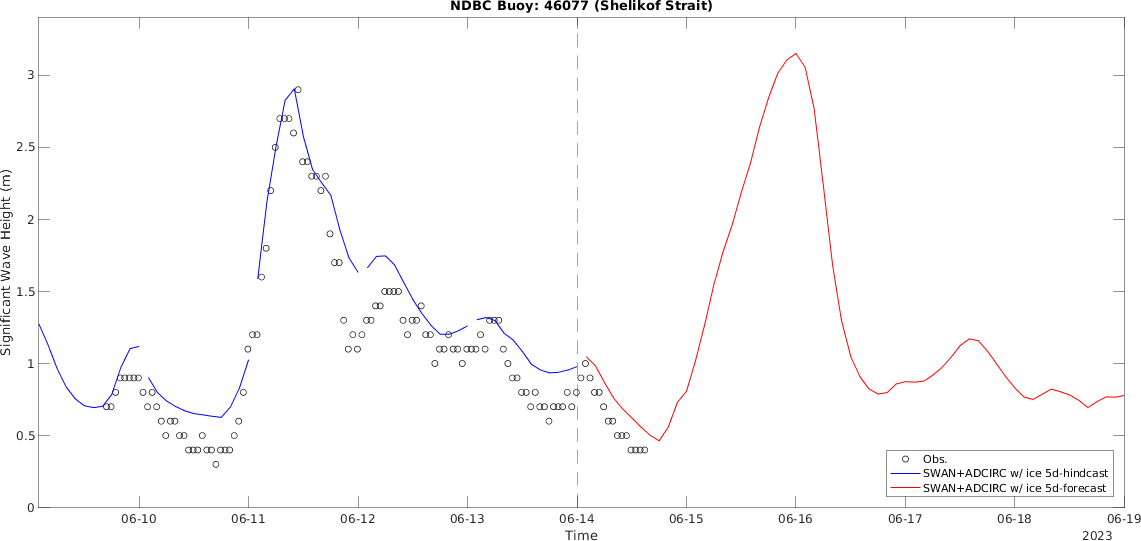 NDBC Buoy: 46077 (Shelikof Strait)
Significant Wave Height (m)
3
2.5
2
1.5
1
0.5
0
Obs.
SWAN+ADCIRC w/ ice 5d-hindcast
SWAN+ADCIRC w/ ice 5d-forecast
06-10 06-11 06-12 06-13 06-14 06-15 06-16 06-17 06-18 06-19
Time
2023